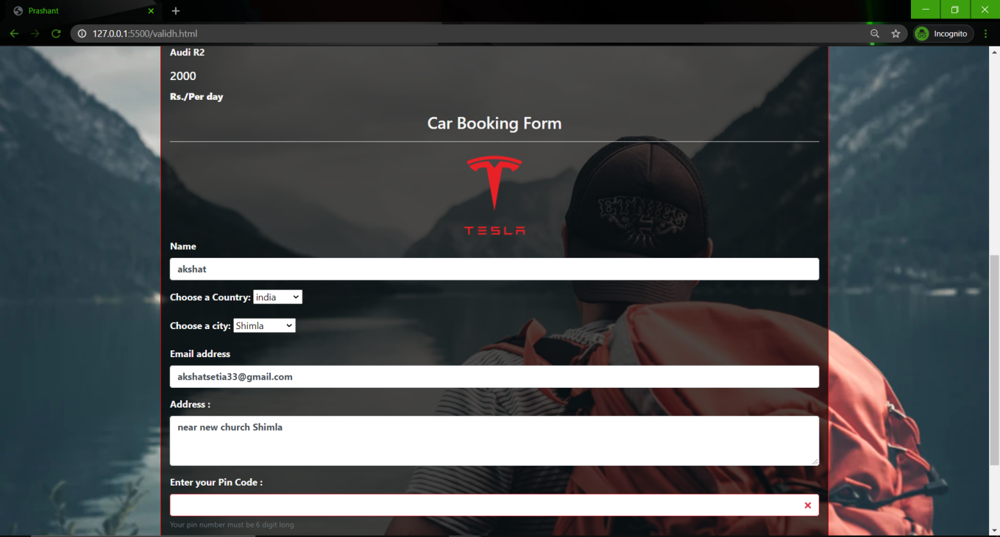 Prashant
127.0.0.1:5500/validh.html
Incognito
Audi R2
2000
Rs./Per day
Car Booking Form
TESLA
Name
akshat
Choose a Country: india
Choose a city: Shimla
Email address
akshatsetia33@gmail.com
Address :
near new church Shimla
Enter your Pin Code :
Your pin number must be 6 digit long
ETNIES